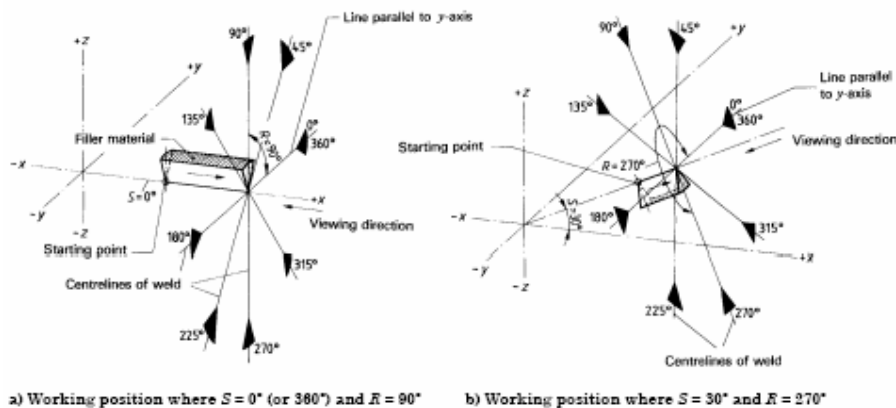 90°
45°
Line parallel
to y-axis
+z
+y
135°
0°
360°
R = 90°
Filler material
-x
S = 0°
+x
Viewing direction
-y
-z
180°
Starting point
315°
Centrelines of weld
225°
270°
a) Working position where S = 0° (or 360°) and R = 90°
90°
45°
+y
Line parallel
to y-axis
+z
135°
0°
360°
Viewing direction
Starting point
R = 270°
-x
S = 30°
180°
315°
-y
+x
-z
225°
270°
Centrelines of weld
b) Working position where S = 30° and R = 270°